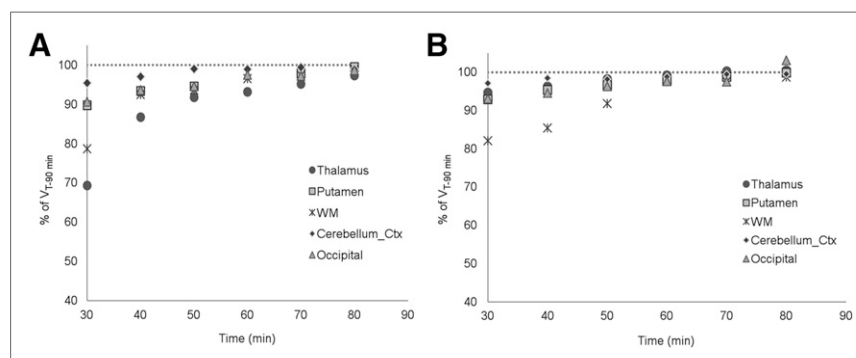 A
100
90
80
70
60
50
40
% of VT-90 min
Thalamus
Putamen
WM
Cerebellum_Ctx
Occipital
30 40 50 60 70 80 90
Time (min)
B
100
90
80
70
60
50
40
% of VT-90 min
Thalamus
Putamen
WM
Cerebellum_Ctx
Occipital
30 40 50 60 70 80 90
Time (min)